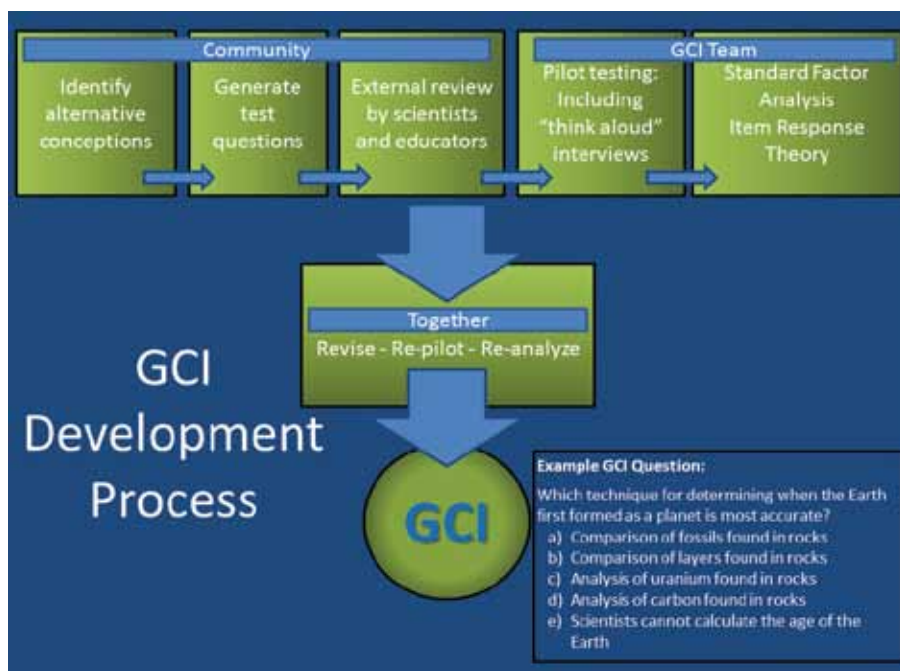 Community
Identify
alternative
conceptions
Generate
test
questions
External review
by scientists
and educators
GCI Team
Pilot testing:
Including
"think aloud"
interviews
Standard Factor
Analysis
Item Response
Theory
Together
Revise - Re-pilot - Re-analyze
GCI
Development
Process
GCI
Example GCI Question:
Which technique for determining when the Earth
first formed as a planet is most accurate?
a) Comparison of fossils found in rocks
b) Comparison of layers found in rocks
c) Analysis of uranium found in rocks
d) Analysis of carbon found in rocks
e) Scientists cannot calculate the age of the
Earth